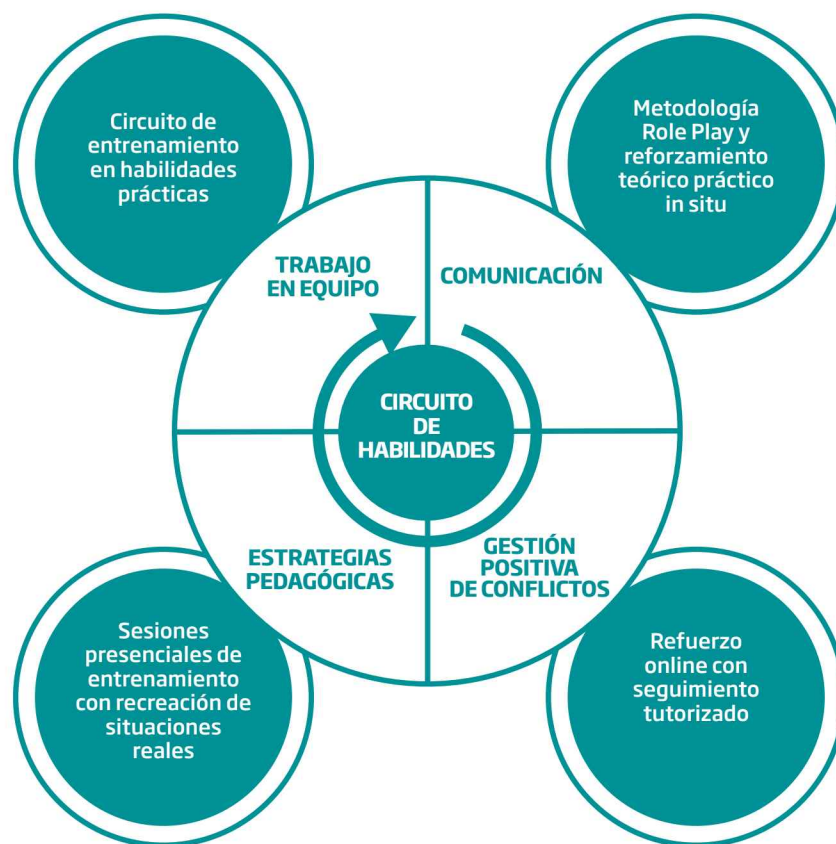 Circuito de
entrenamiento
en habilidades
prácticas
Metodología
Role Play y
reforzamiento
teórico práctico
in situ
TRABAJO
EN EQUIPO
COMUNICACIÓN
CIRCUITO
DE
HABILIDADES
ESTRATEGIAS
PEDAGÓGICAS
GESTIÓN
POSITIVA
DE CONFLICTOS
Sesiones
presenciales de
entrenamiento
con recreación de
situaciones
reales
Refuerzo
online con
seguimiento
tutorizado